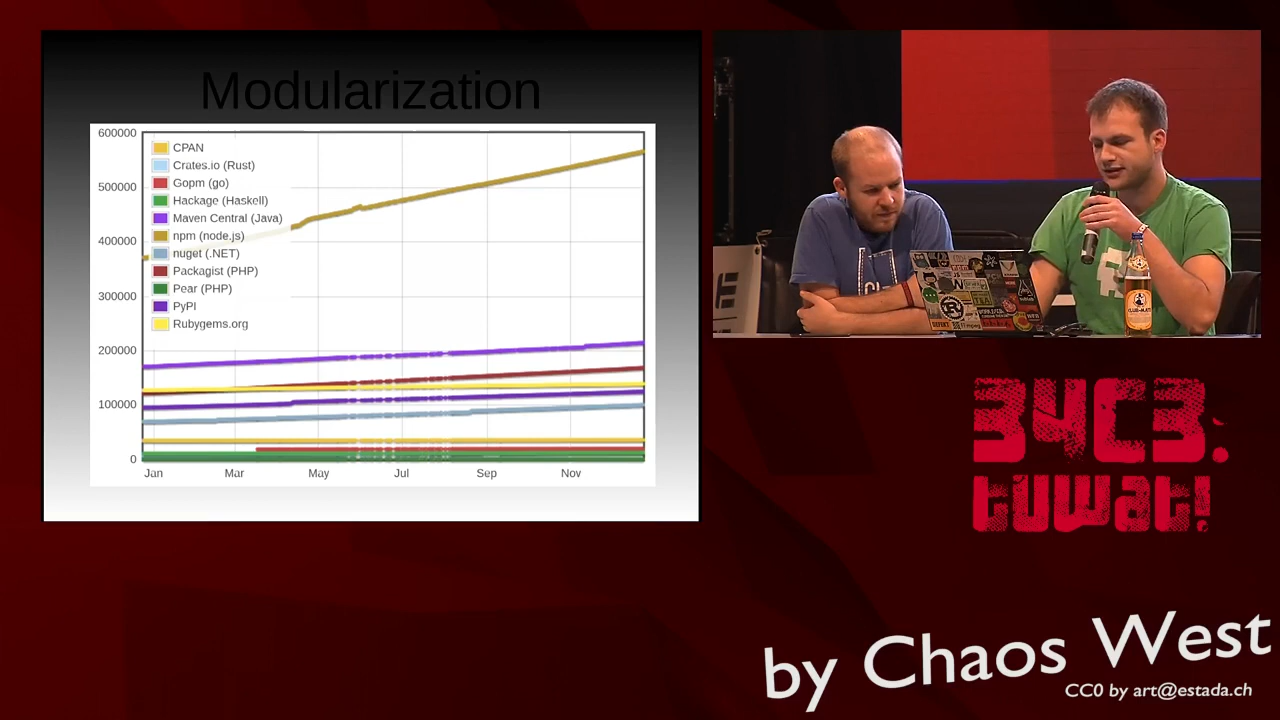 Modularization
600000
500000
400000
300000
200000
100000
0
CPAN
Crates.io (Rust)
Gopm (go)
Hackage (Haskell)
Maven Central (Java)
npm (node.js)
nuget (.NET)
Packagist (PHP)
Pear (PHP)
PyPI
Rubygems.org
Jan Mar May Jul Sep Nov
34C3:
tuwat!
by Chaos West
CC0 by art@estada.ch